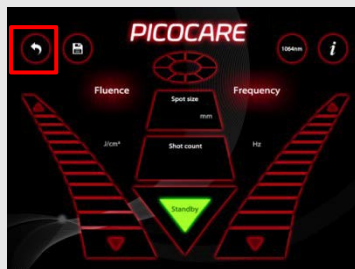 PICOCARE
1064nm
i
Fluence
Frequency
Spot size
mm
J/cm²
Shot count
Hz
Standby